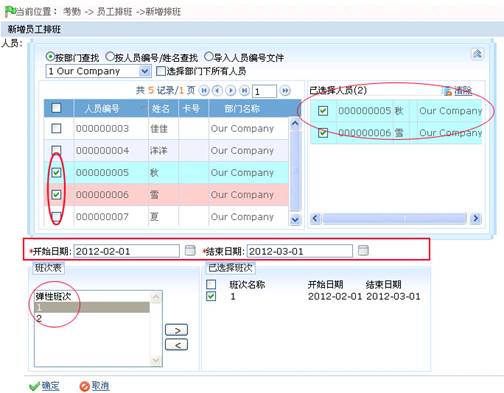 当前位置： 考勤 -> 员工排班 ->新增排班
新增员工排班
人员:
按部门查找 按人员编号/姓名查找 导入人员编号文件
1 Our Company 选择部门下所有人员
共 5 记录/1 页 1
人员编号 姓名 卡号 部门名称
000000003 佳佳 Our Company
000000004 洋洋 Our Company
000000005 秋 Our Company
000000006 雪 Our Company
000000007 夏 Our Company
已选择人员(2) 清除
000000005 秋 Our Company
000000006 雪 Our Company
*开始日期: 2012-02-01 *结束日期: 2012-03-01
班次表
弹性班次
1
2
>
<
已选择班次
班次名称 开始日期 结束日期
1 2012-02-01 2012-03-01
确定 取消